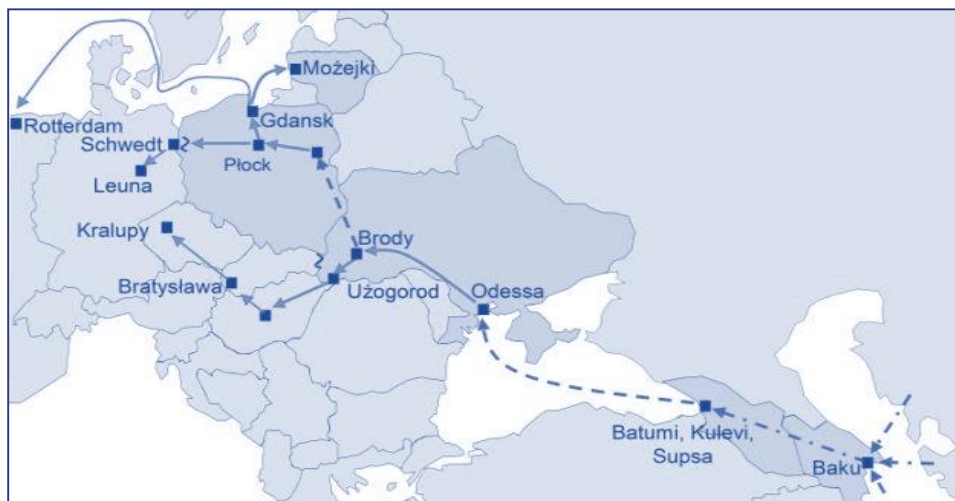 Możejki
Gdansk
Rotterdam
Schwedt
Płock
Leuna
Kralupy
Brody
Bratysława
Użogorod
Odessa
Batumi, Kulevi,
Supsa
Baku